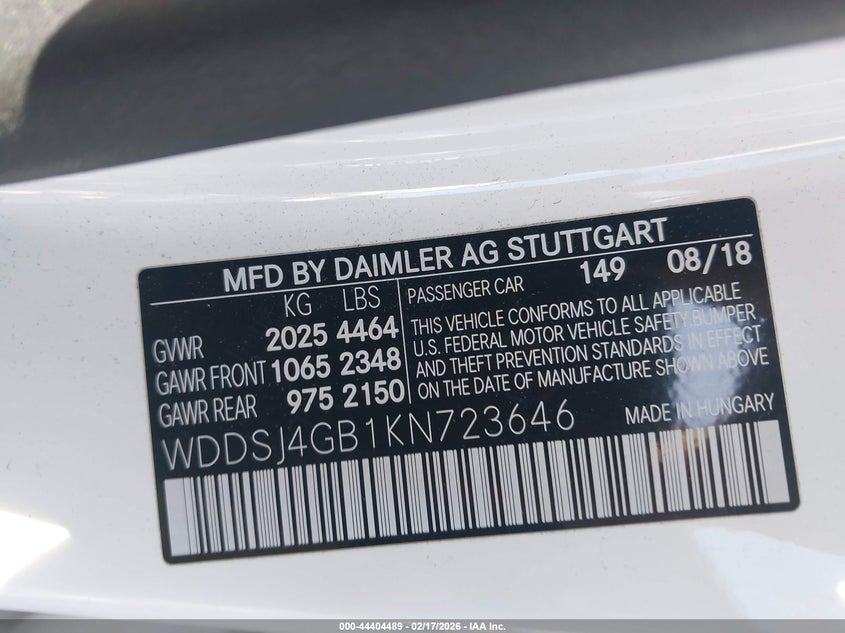 MFD BY DAIMLER AG STUTTGART
KG LBS
GVWR 2025 4464
GAWR FRONT 1065 2348
GAWR REAR 975 2150
PASSENGER CAR 149 08/18
THIS VEHICLE CONFORMS TO ALL APPLICABLE
U.S. FEDERAL MOTOR VEHICLE SAFETY,BUMPER
AND THEFT PREVENTION STANDARDS IN EFFECT
ON THE DATE OF MANUFACTURE SHOWN ABOVE
WDDSJ4GB1KN723646
MADE IN HUNGARY
000-44404489 - 02/17/2026 - IAA Inc.